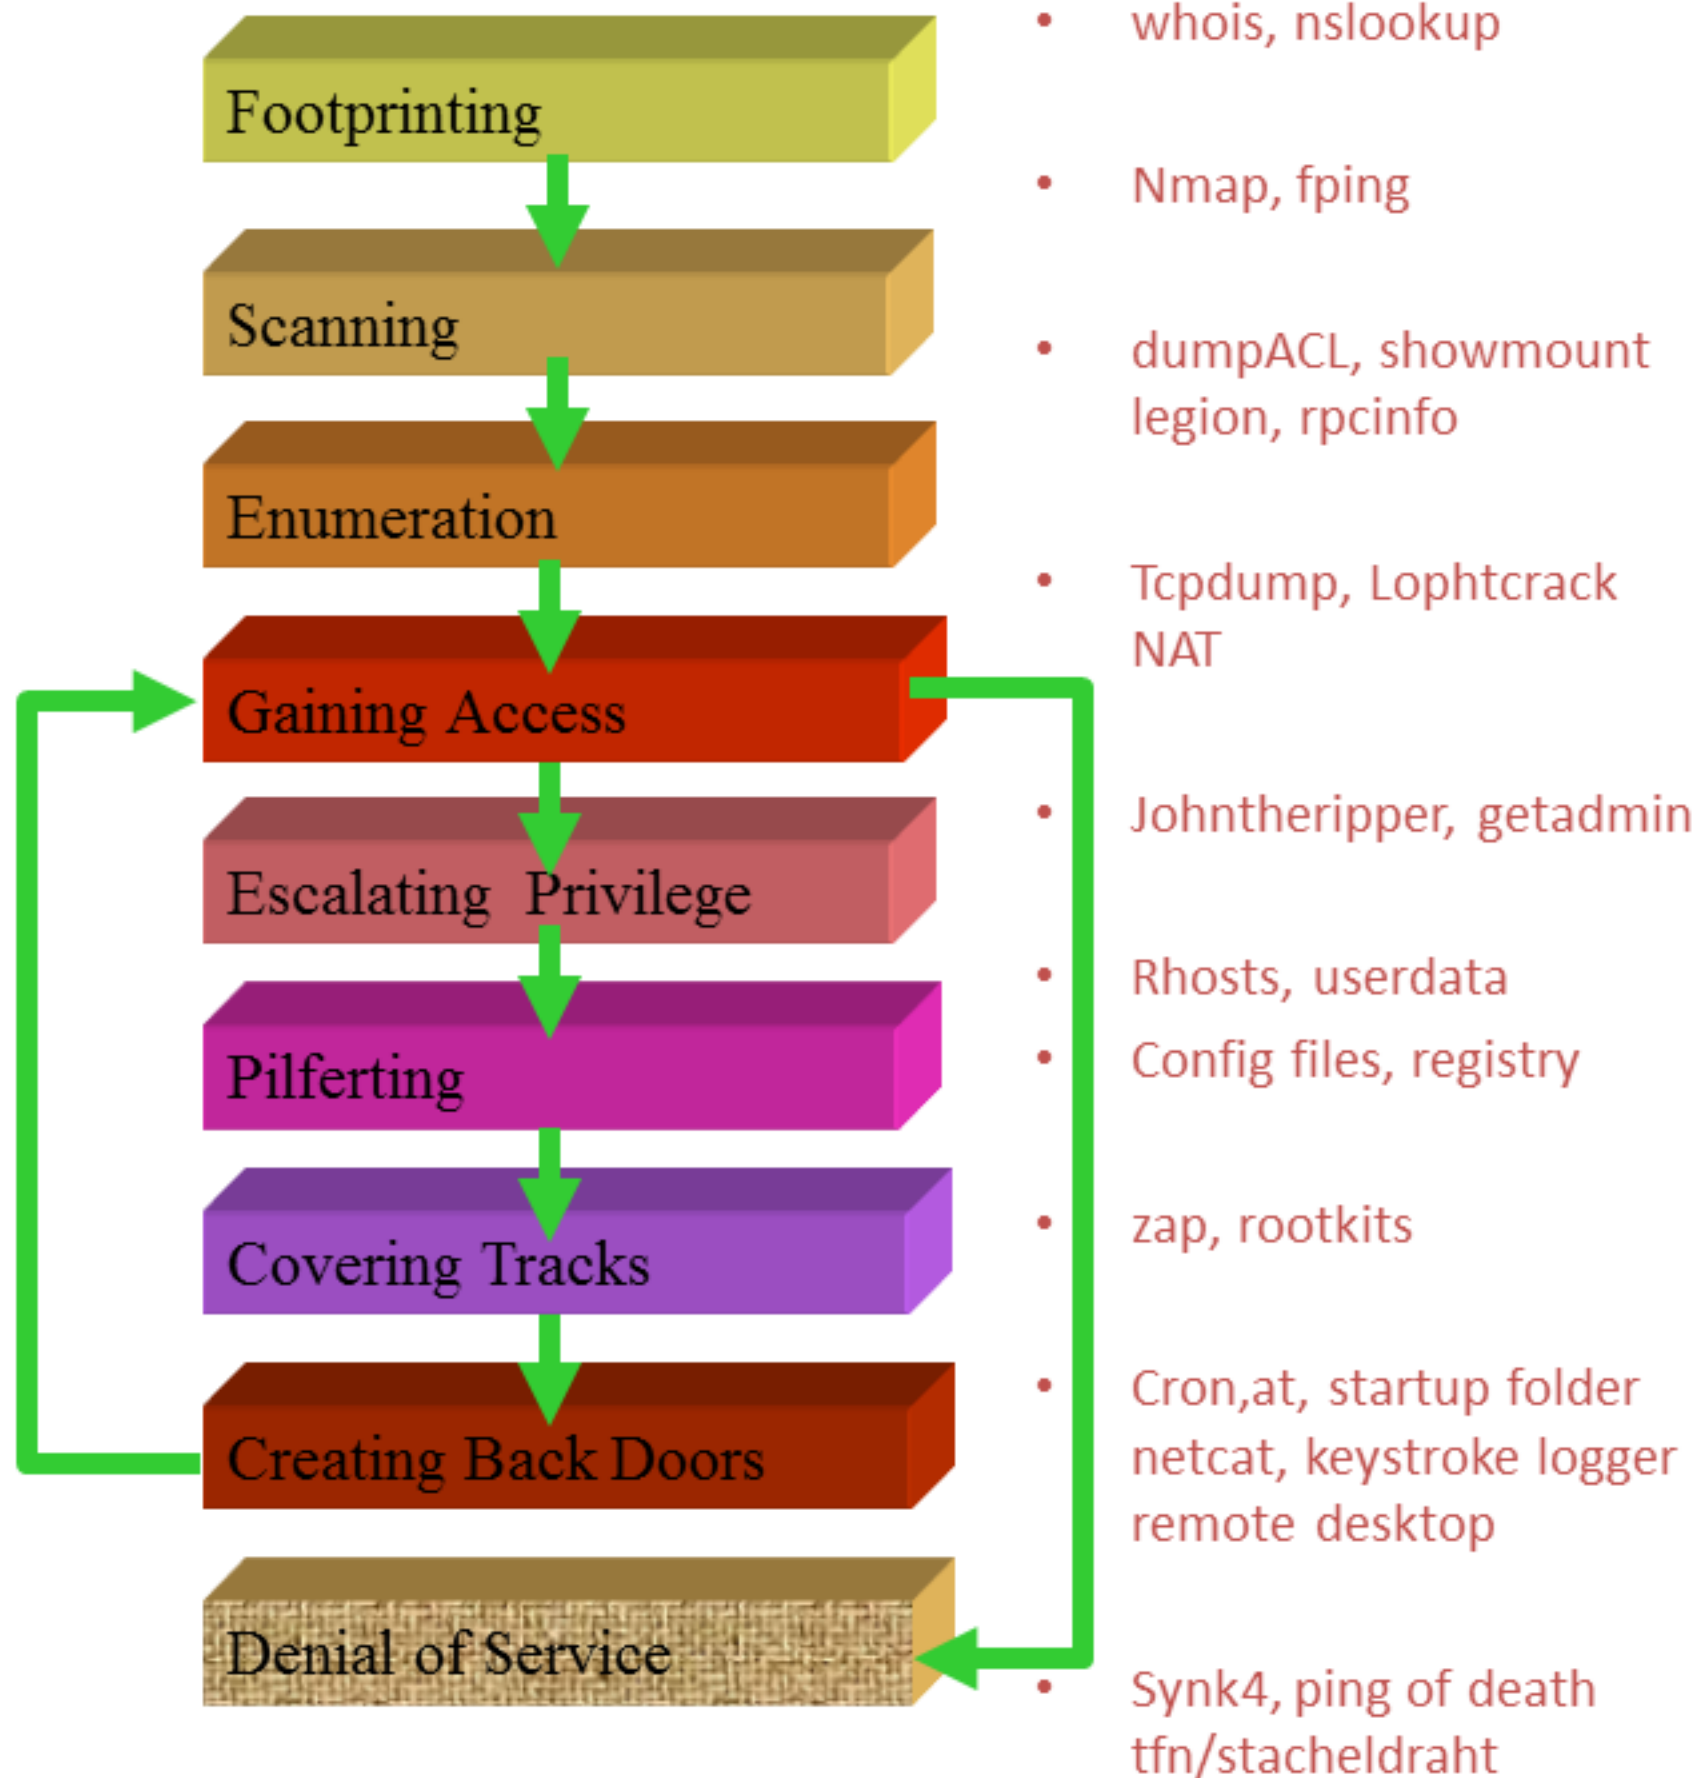 Footprinting
• whois, nslookup
Scanning
• Nmap, fping
Enumeration
• dumpACL, showmount
legion, rpcinfo
Gaining Access
• Tcpdump, Lophtcrack
NAT
Escalating Privilege
• Johntheripper, getadmin
Pilferting
• Rhosts, userdata
• Config files, registry
Covering Tracks
• zap, rootkits
Creating Back Doors
• Cron,at, startup folder
netcat, keystroke logger
remote desktop
Denial of Service
• Synk4, ping of death
tfn/stacheldraht